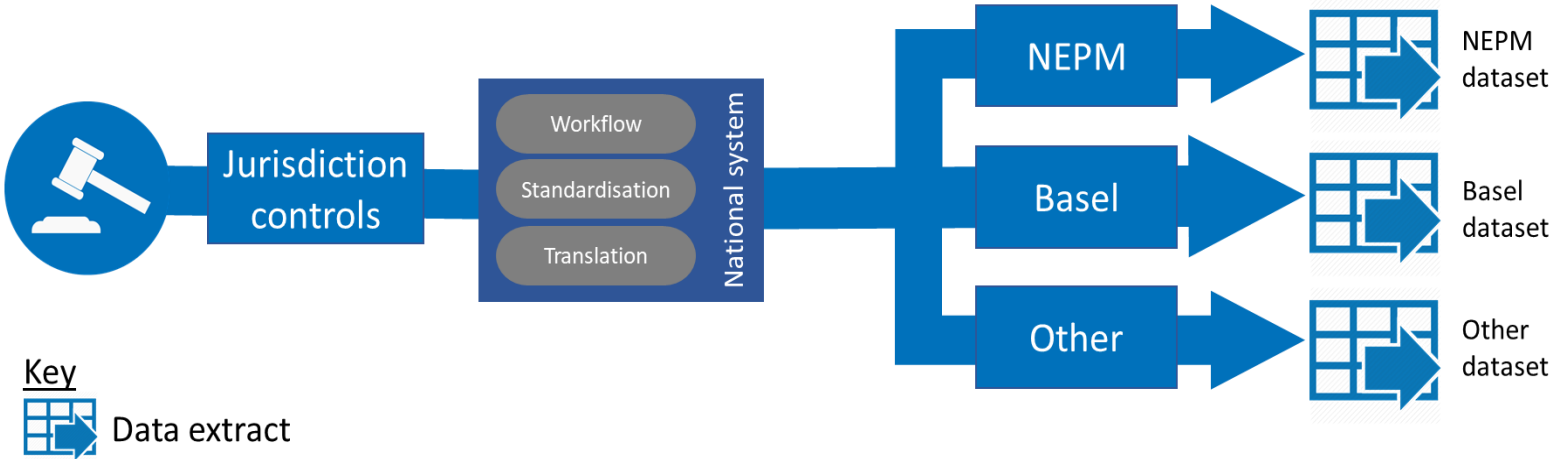 Jurisdiction
controls
Workflow
Standardisation
Translation
National system
NEPM
Basel
Other
NEPM
dataset
Basel
dataset
Other
dataset
Key
Data extract